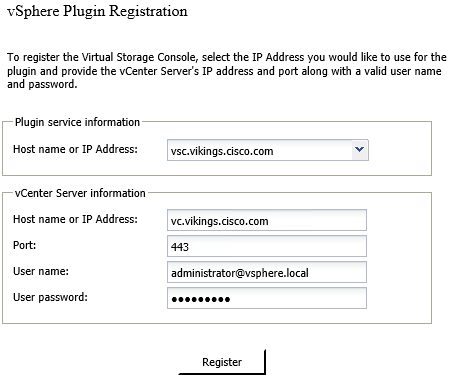 vSphere Plugin Registration
To register the Virtual Storage Console, select the IP Address you would like to use for the
plugin and provide the vCenter Server's IP address and port along with a valid user name
and password.
Plugin service information
Host name or IP Address: vsc.vikings.cisco.com
vCenter Server information
Host name or IP Address: vc.vikings.cisco.com
Port: 443
User name: administrator@vsphere.local
User password: •••••••••
Register